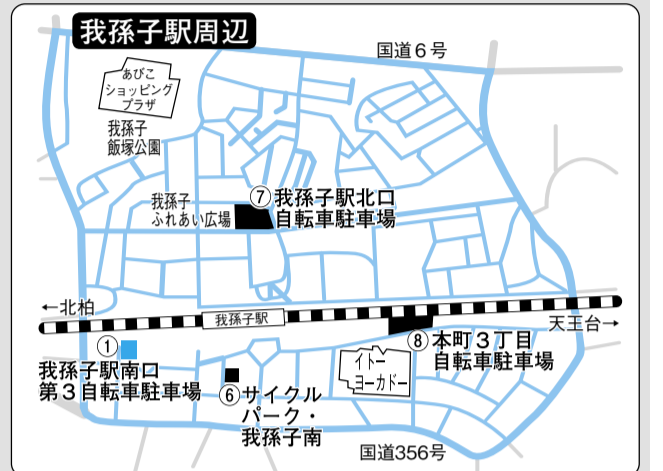 我孫子駅周辺
国道6号
あびこ
ショッピング
プラザ
我孫子
飯塚公園
我孫子
ふれあい広場
⑦我孫子駅北口
自転車駐車場
←北柏
我孫子駅
天王台→
①
我孫子駅南口
第3自転車駐車場
⑥サイクル
パーク・
我孫子南
イトー
ヨーカドー
⑧本町3丁目
自転車駐車場
国道356号